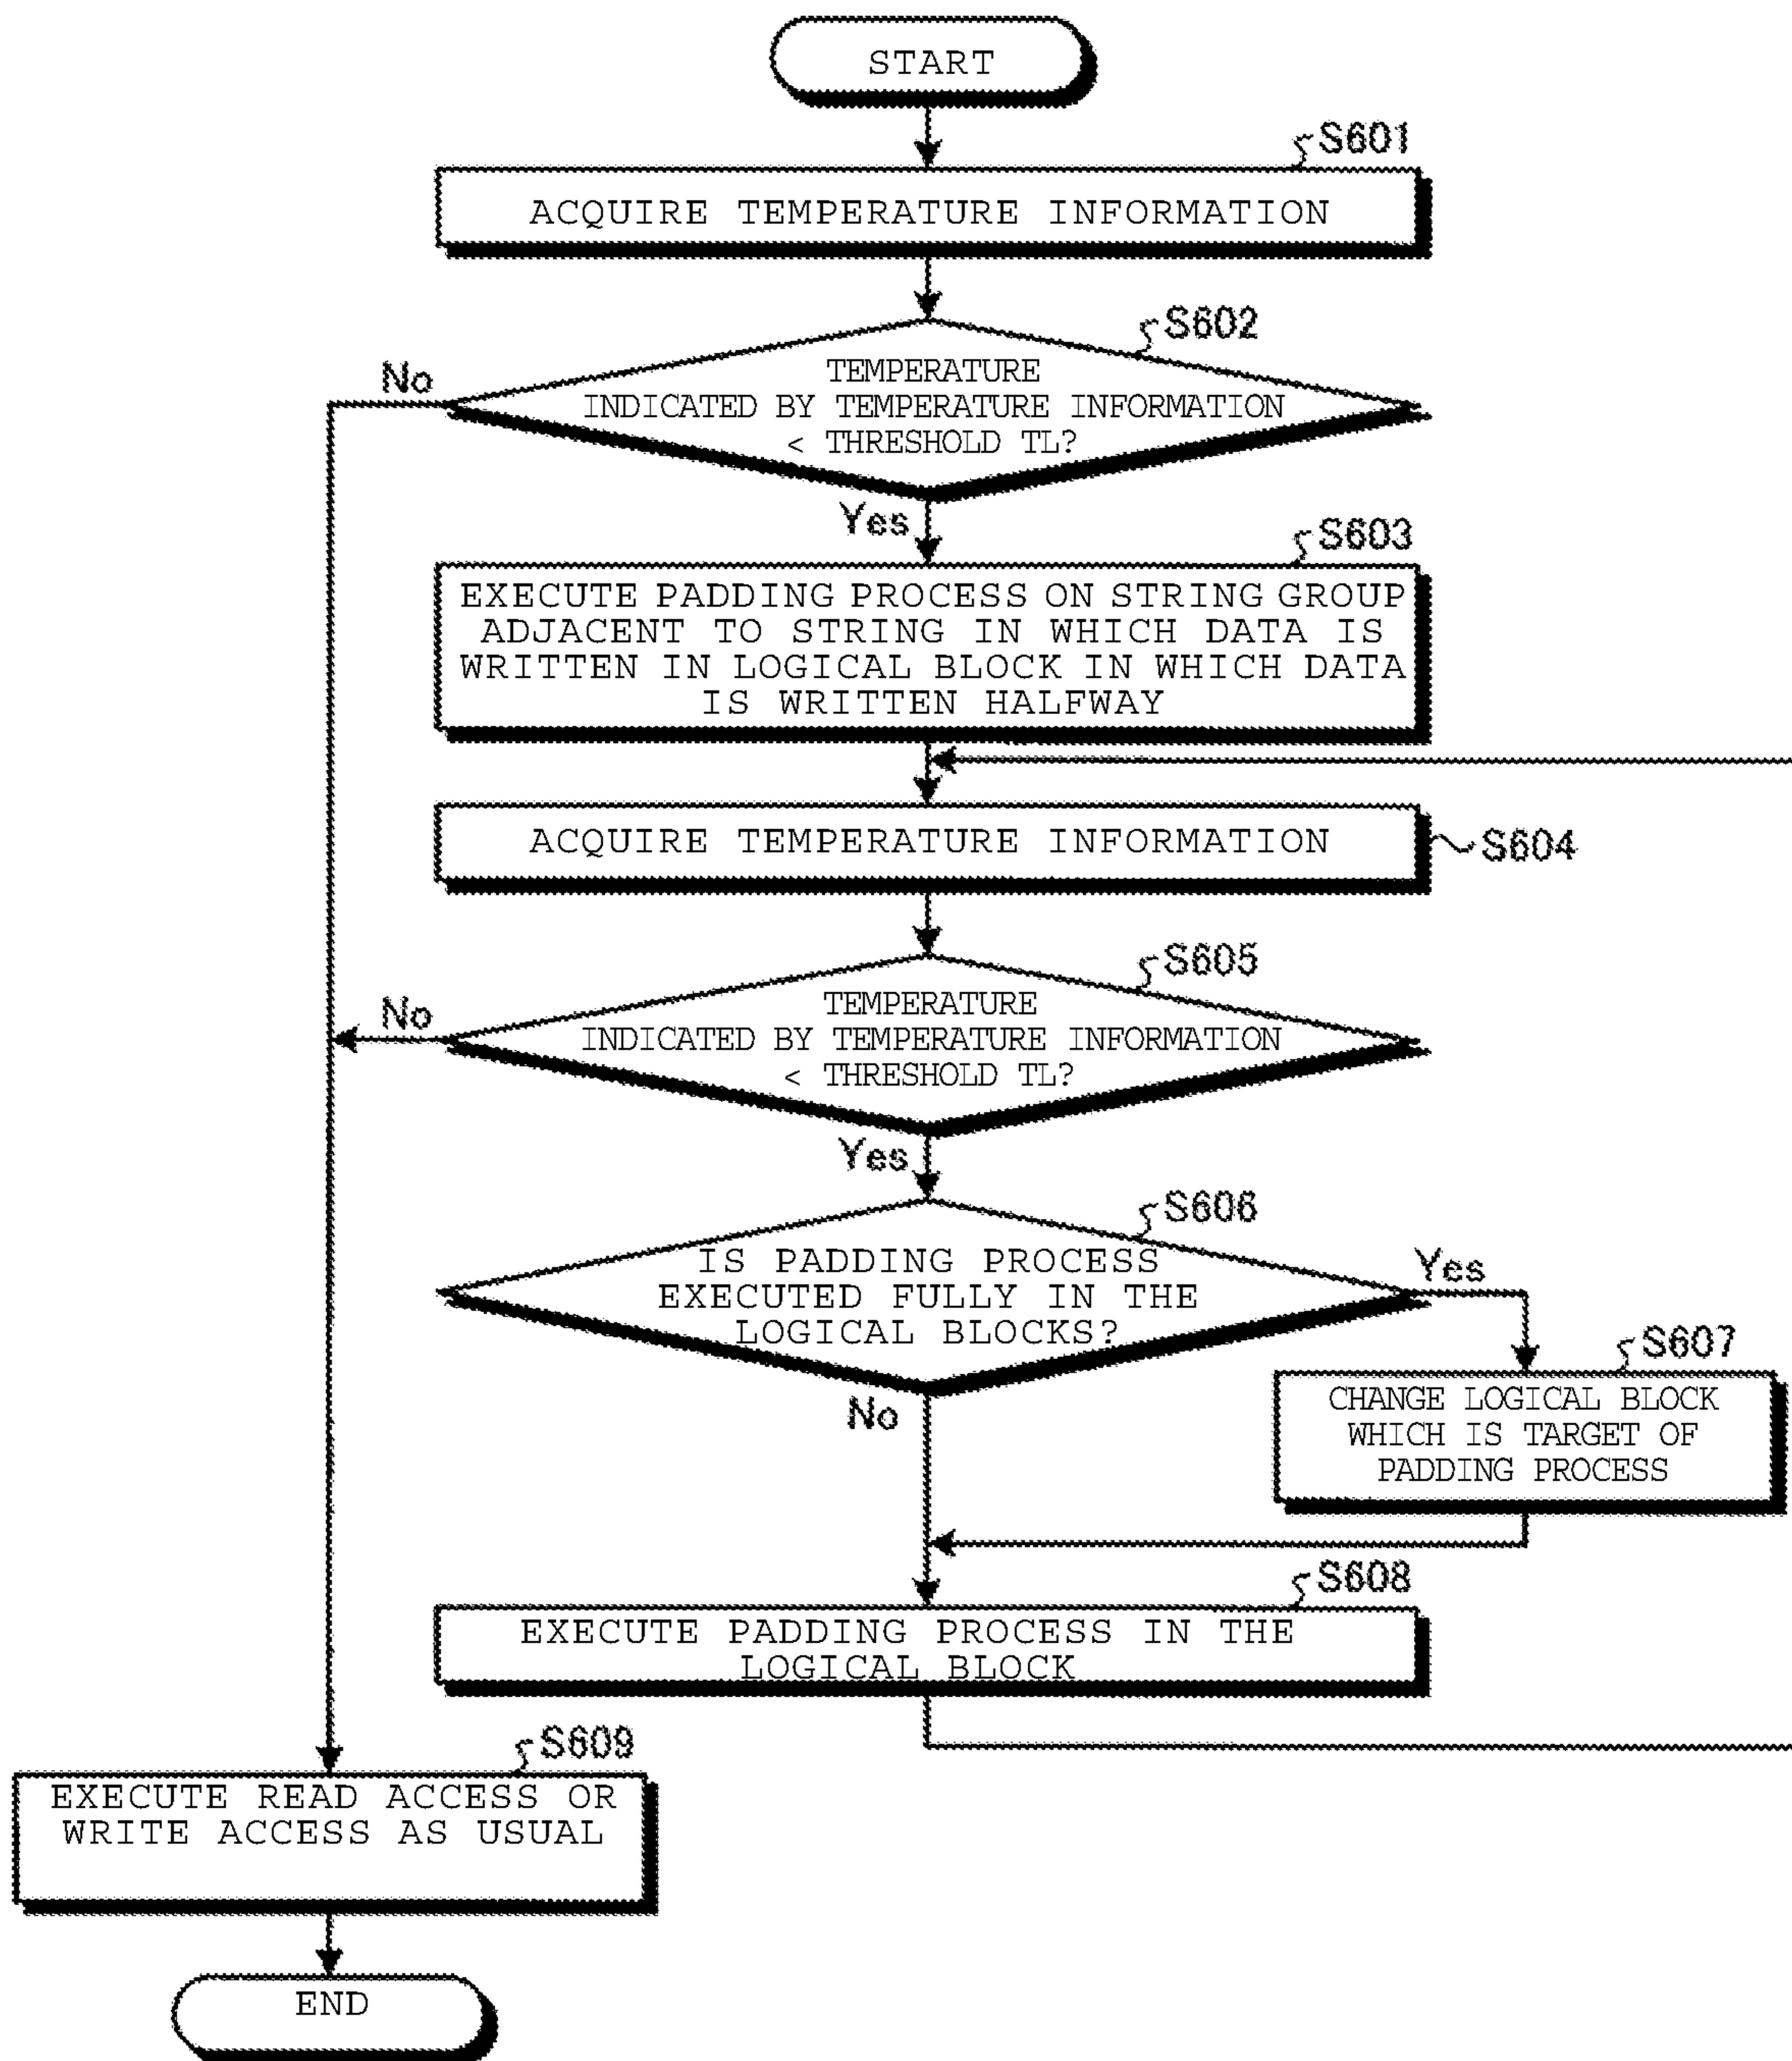 START
S601
ACQUIRE TEMPERATURE INFORMATION
S602
No
TEMPERATURE
INDICATED BY TEMPERATURE INFORMATION
< THRESHOLD TL?
Yes
S603
EXECUTE PADDING PROCESS ON STRING GROUP
ADJACENT TO STRING IN WHICH DATA IS
WRITTEN IN LOGICAL BLOCK IN WHICH DATA
IS WRITTEN HALFWAY
ACQUIRE TEMPERATURE INFORMATION
S604
S605
No
TEMPERATURE
INDICATED BY TEMPERATURE INFORMATION
< THRESHOLD TL?
Yes
S606
IS PADDING PROCESS
EXECUTED FULLY IN THE
LOGICAL BLOCKS?
Yes
No
S607
CHANGE LOGICAL BLOCK
WHICH IS TARGET OF
PADDING PROCESS
S608
EXECUTE PADDING PROCESS IN THE
LOGICAL BLOCK
S609
EXECUTE READ ACCESS OR
WRITE ACCESS AS USUAL
END